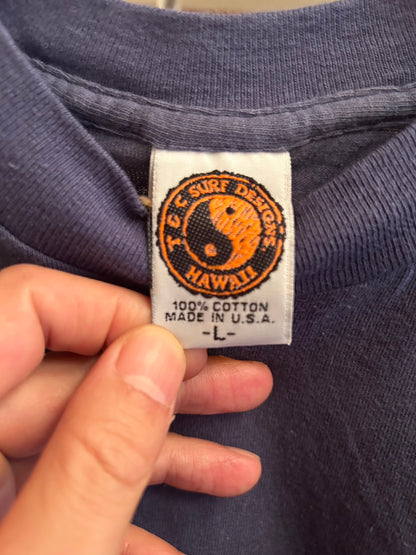 T & C SURF DESIGNS
HAWAII
100% COTTON
MADE IN U.S.A.
-L-